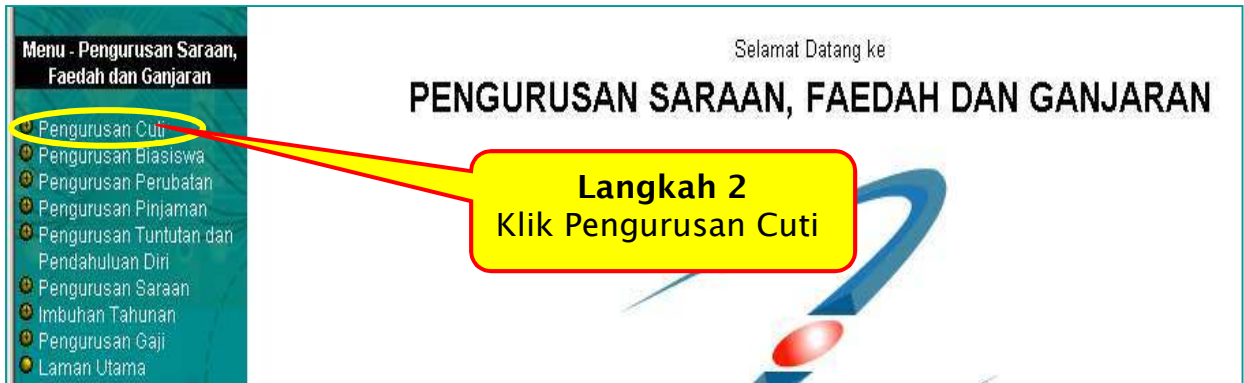 Menu - Pengurusan Saraan,
Faedah dan Ganjaran
Pengurusan Cuti
Pengurusan Biasiswa
Pengurusan Perubatan
Pengurusan Pinjaman
Pengurusan Tuntutan dan
Pendahuluan Diri
Pengurusan Saraan
Imbuhan Tahunan
Pengurusan Gaji
Laman Utama
Selamat Datang ke
PENGURUSAN SARAAN, FAEDAH DAN GANJARAN
Langkah 2
Klik Pengurusan Cuti